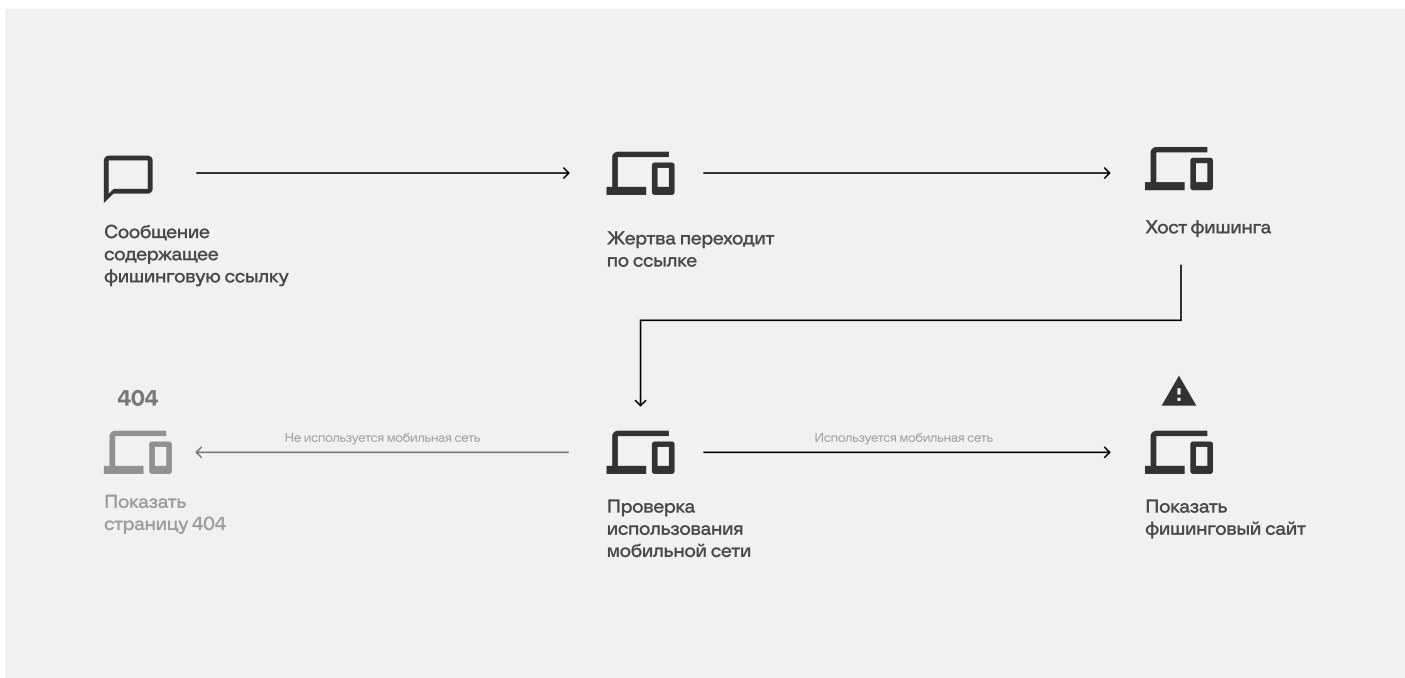 Сообщение
содержащее
фишинговую ссылку
Жертва переходит
по ссылке
Хост фишинга
404
Показать
страницу 404
Не используется мобильная сеть
Проверка
использования
мобильной сети
Используется мобильная сеть
Показать
фишинговый сайт